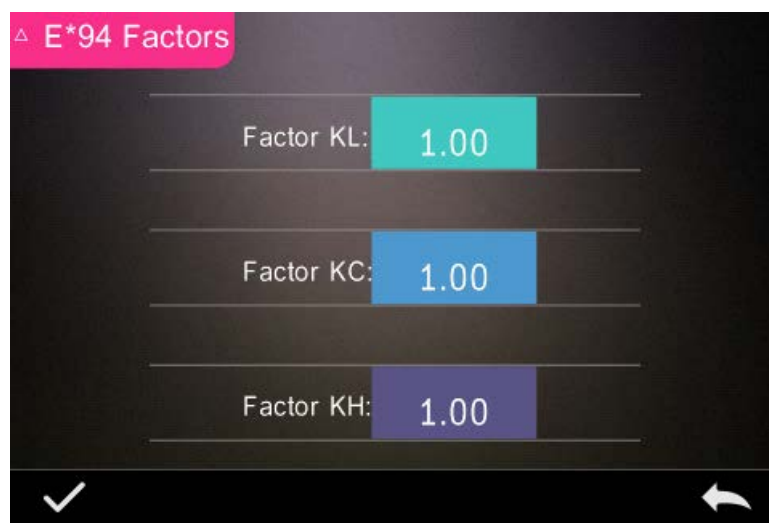 △ E*94 Factors
Factor KL: 1.00
Factor KC: 1.00
Factor KH: 1.00